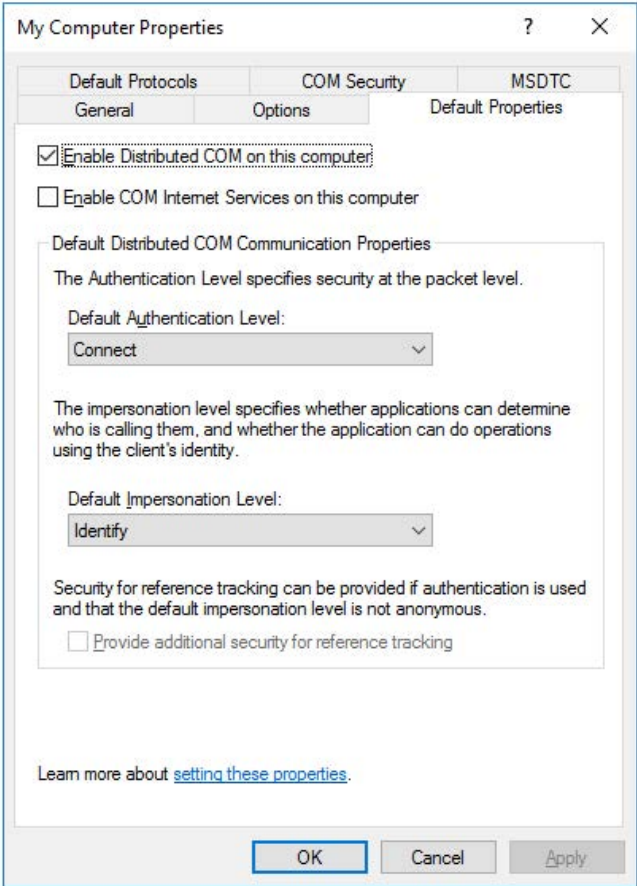 My Computer Properties ? ×
Default Protocols COM Security MSDTC
General Options Default Properties
Enable Distributed COM on this computer
Enable COM Internet Services on this computer
Default Distributed COM Communication Properties
The Authentication Level specifies security at the packet level.
Default Authentication Level:
Connect
The impersonation level specifies whether applications can determine
who is calling them, and whether the application can do operations
using the client's identity.
Default Impersonation Level:
Identify
Security for reference tracking can be provided if authentication is used
and that the default impersonation level is not anonymous.
Provide additional security for reference tracking
Learn more about setting these properties.
OK Cancel Apply